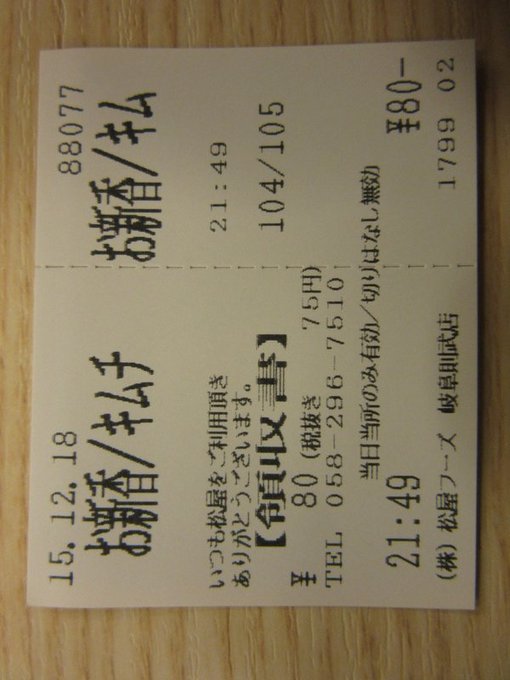 15.12.18
88077
お新香/キムチ
お新香/キム
いつも松屋をご利用頂き
ありがとうございます。
21:49
【領収書】
104/105
¥ 80 (税抜き 75円)
TEL 058-296-7510
当日当所のみ有効/切りはなし無効
21:49
¥80-
(株)松屋フーズ 岐阜則武店
1799 02